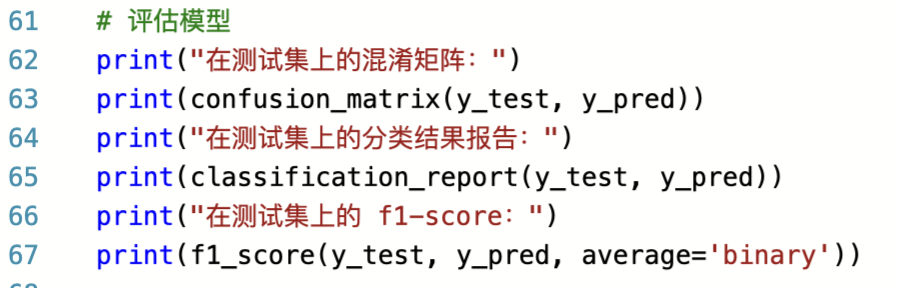 61 # 评估模型
62 print("在测试集上的混淆矩阵：")
63 print(confusion_matrix(y_test, y_pred))
64 print("在测试集上的分类结果报告：")
65 print(classification_report(y_test, y_pred))
66 print("在测试集上的 f1-score：")
67 print(f1_score(y_test, y_pred, average='binary'))